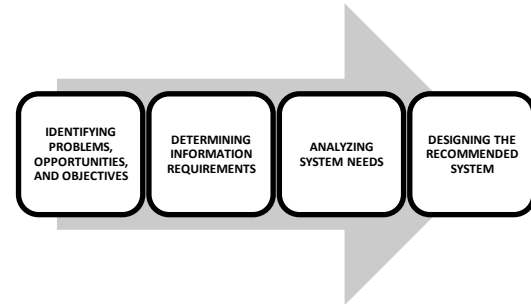 IDENTIFYING
PROBLEMS,
OPPORTUNITIES,
AND OBJECTIVES
DETERMINING
INFORMATION
REQUIREMENTS
ANALYZING
SYSTEM NEEDS
DESIGNING THE
RECOMMENDED
SYSTEM